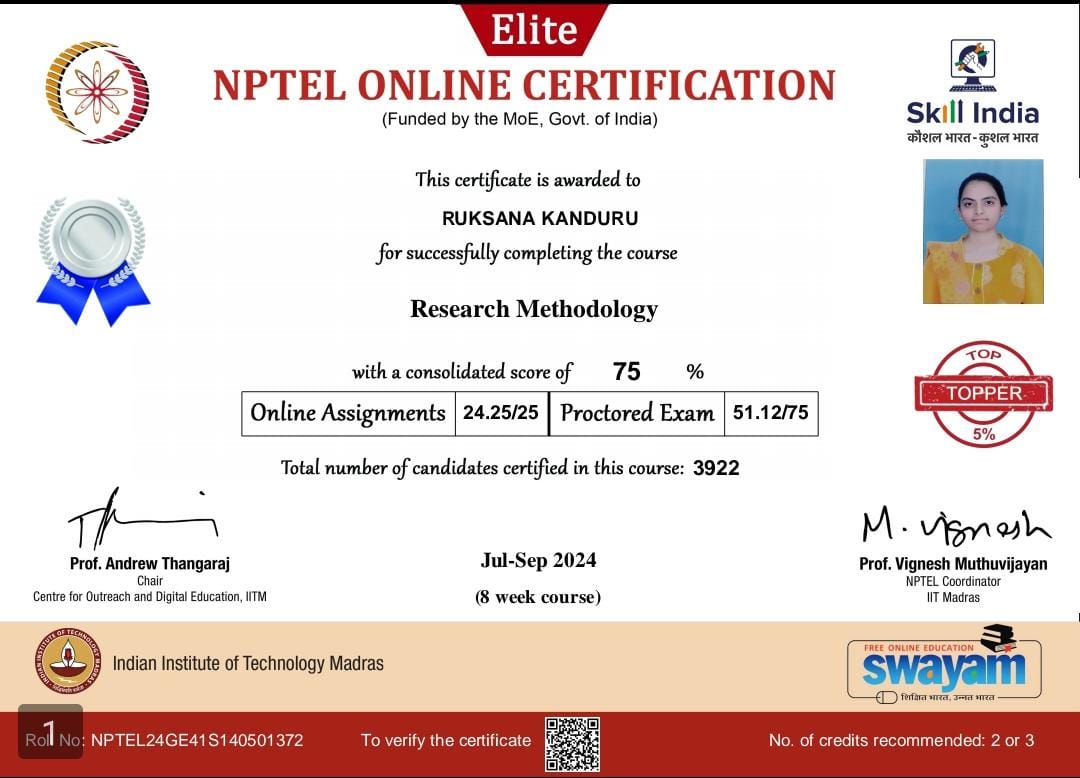 Elite
NPTEL ONLINE CERTIFICATION
(Funded by the MoE, Govt. of India)
Skill India
कौशल भारत - कुशल भारत
This certificate is awarded to
RUKSANA KANDURU
for successfully completing the course
Research Methodology
with a consolidated score of 75 %
Online Assignments 24.25/25 Proctored Exam 51.12/75
TOP
TOPPER
5%
Total number of candidates certified in this course: 3922
M. Vignesh
Prof. Andrew Thangaraj
Chair
Centre for Outreach and Digital Education, IITM
Jul-Sep 2024
(8 week course)
Prof. Vignesh Muthuvijayan
NPTEL Coordinator
IIT Madras
INDIAN INSTITUTE OF TECHNOLOGY MADRAS
Indian Institute of Technology Madras
FREE ONLINE EDUCATION
swayam
शिक्षित भारत, उन्नत भारत
1
Roll No: NPTEL24GE41S140501372
To verify the certificate
No. of credits recommended: 2 or 3